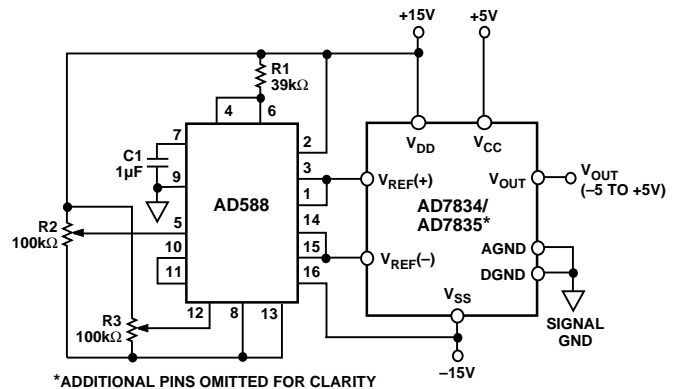 +15V
+5V
R1
39kΩ
4
6
7
2
C1
1µF
9
3
1
VDD
VCC
VREF(+)
VOUT
VOUT
(–5 TO +5V)
AD588
AD7834/
AD7835*
R2
100kΩ
5
14
10
15
VREF(–)
AGND
11
16
DGND
R3
100kΩ
12
8
13
VSS
SIGNAL
GND
–15V
*ADDITIONAL PINS OMITTED FOR CLARITY